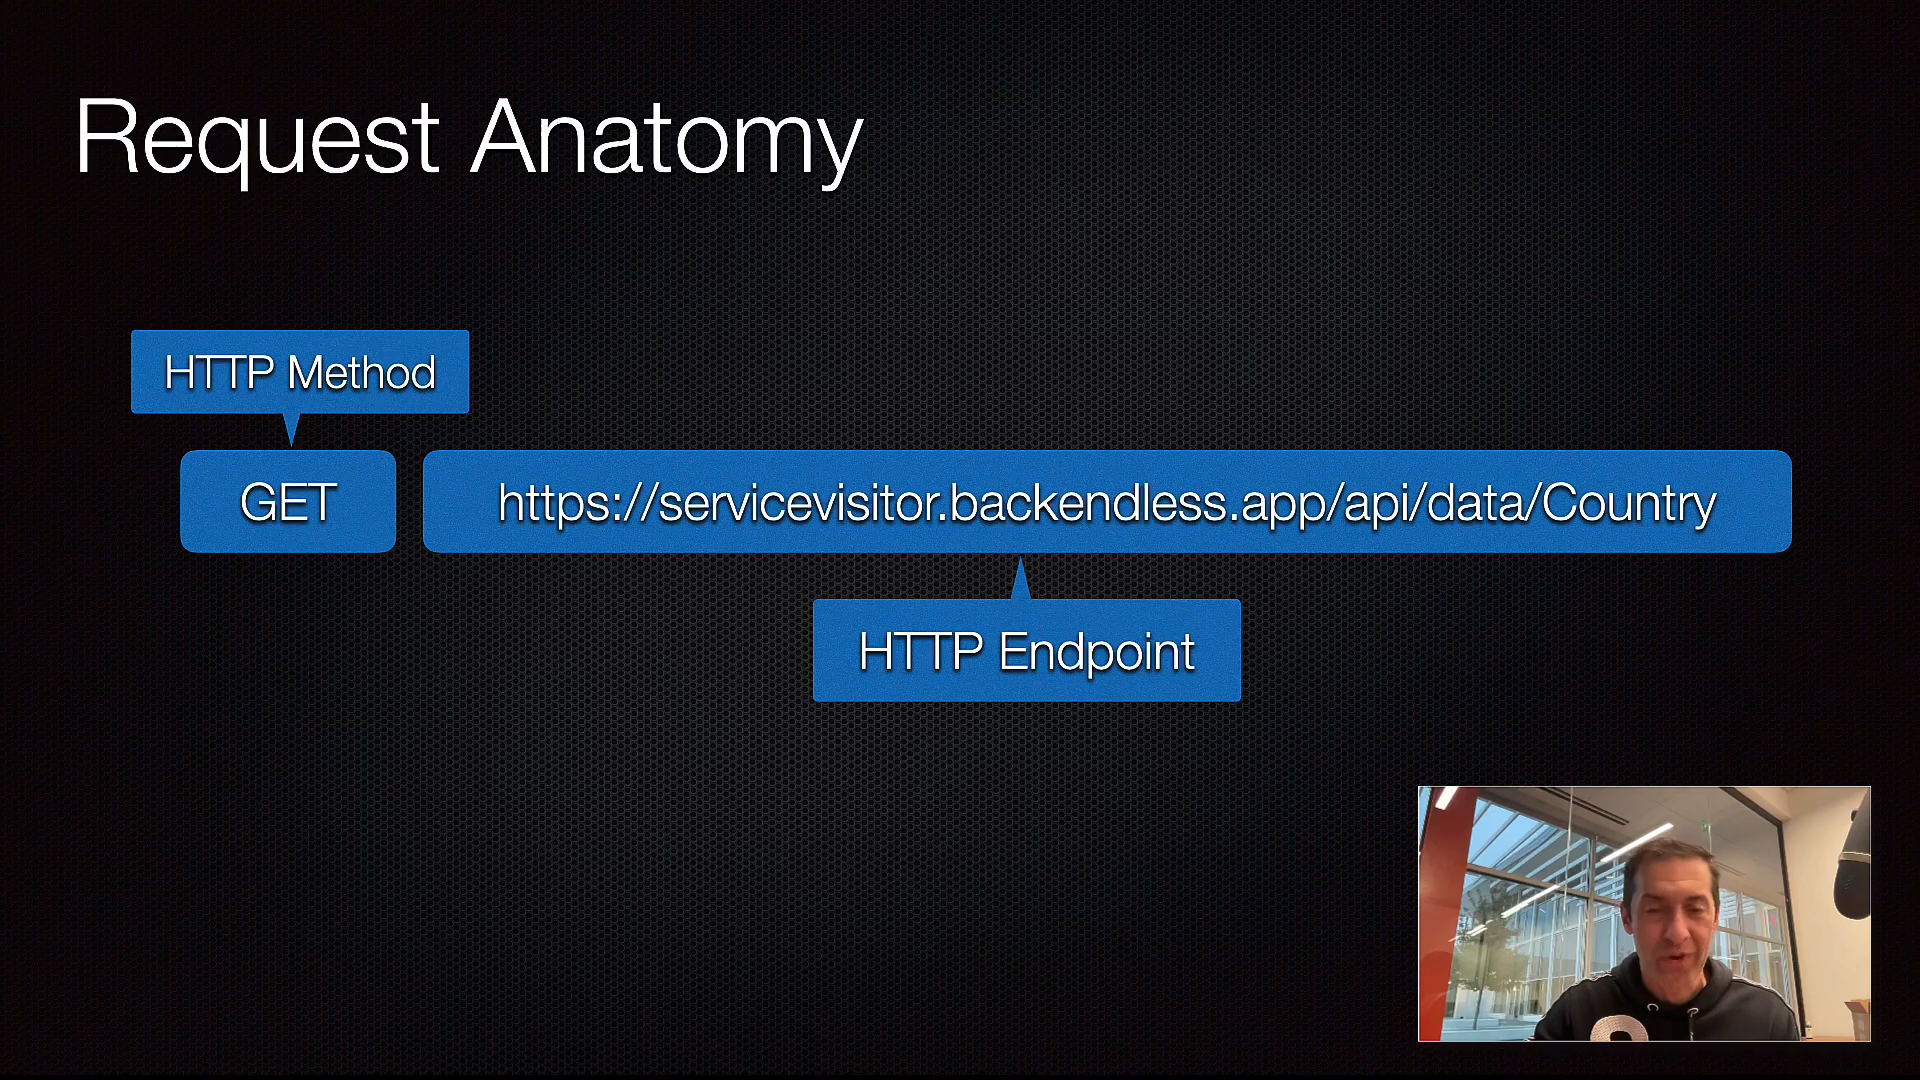 Request Anatomy
HTTP Method
GET
https://servicevisitor.backendless.app/api/data/Country
HTTP Endpoint